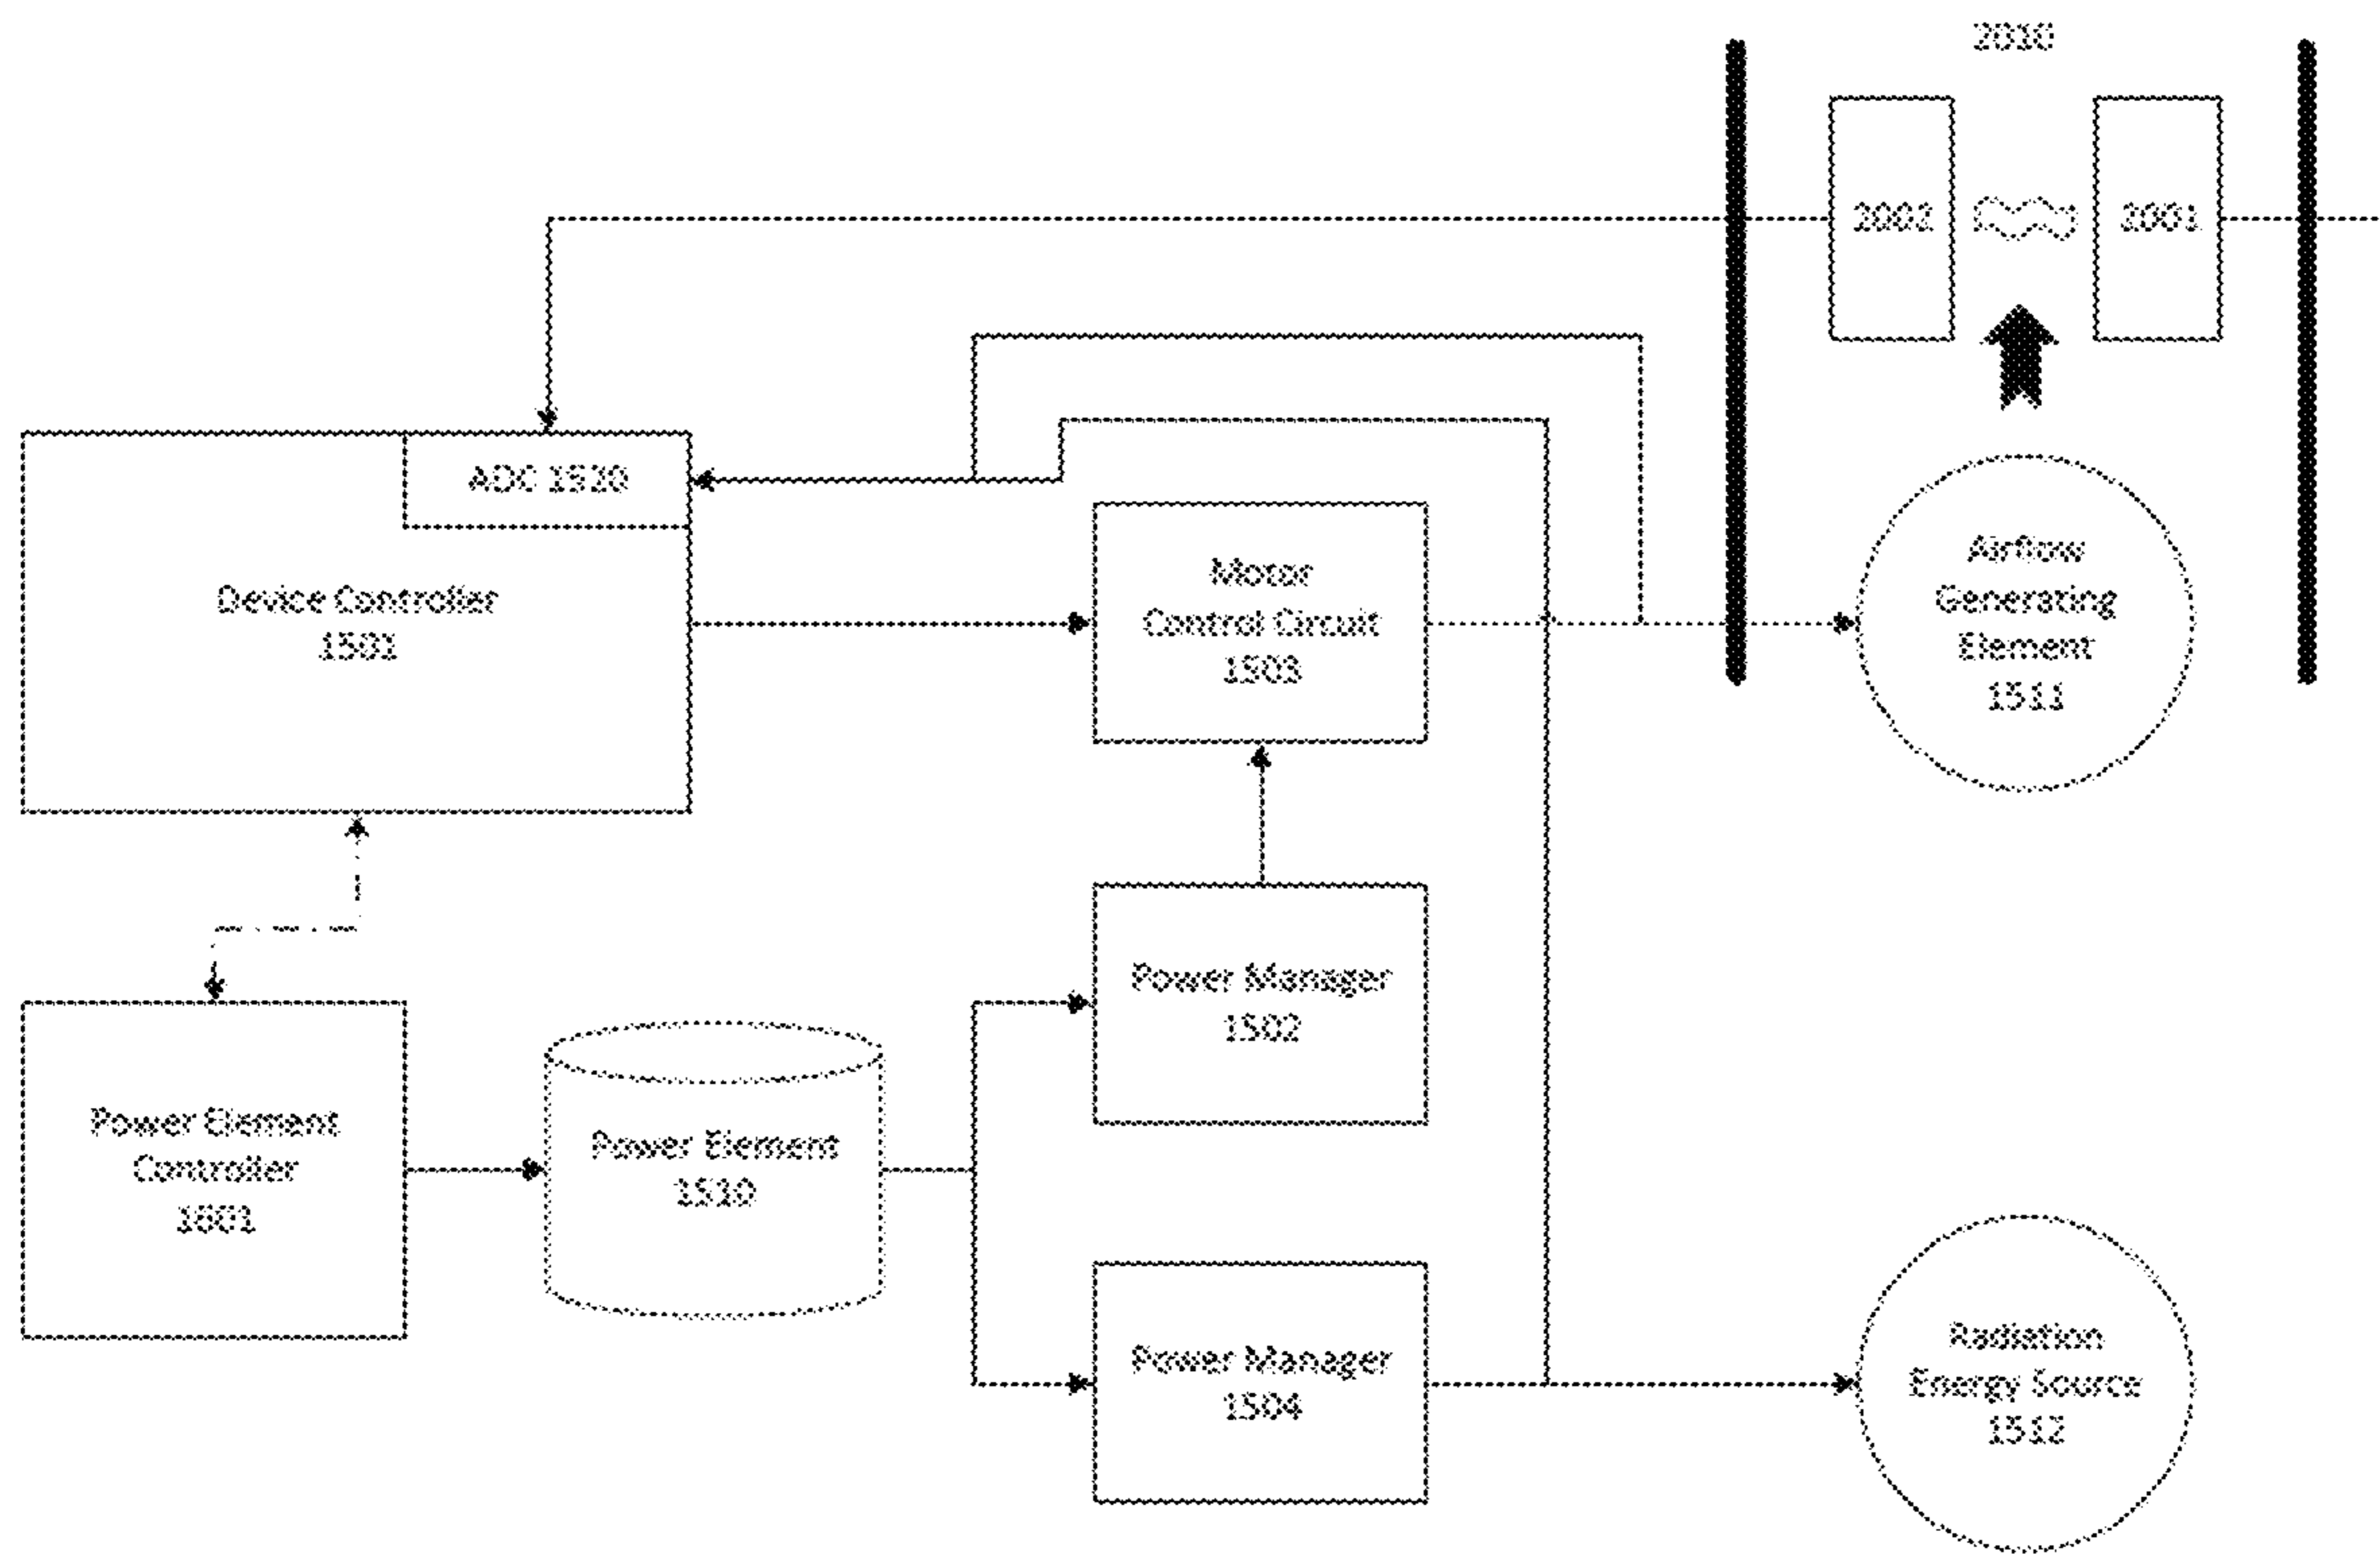 2010
2002
2001
ADC 1520
Device Controller
1501
Motor
Control Circuit
1503
Airflow
Generating
Element
1511
Power Manager
1502
Power Element
Controller
1601
Power Element
1510
Power Manager
1504
Radiation
Energy Source
1512